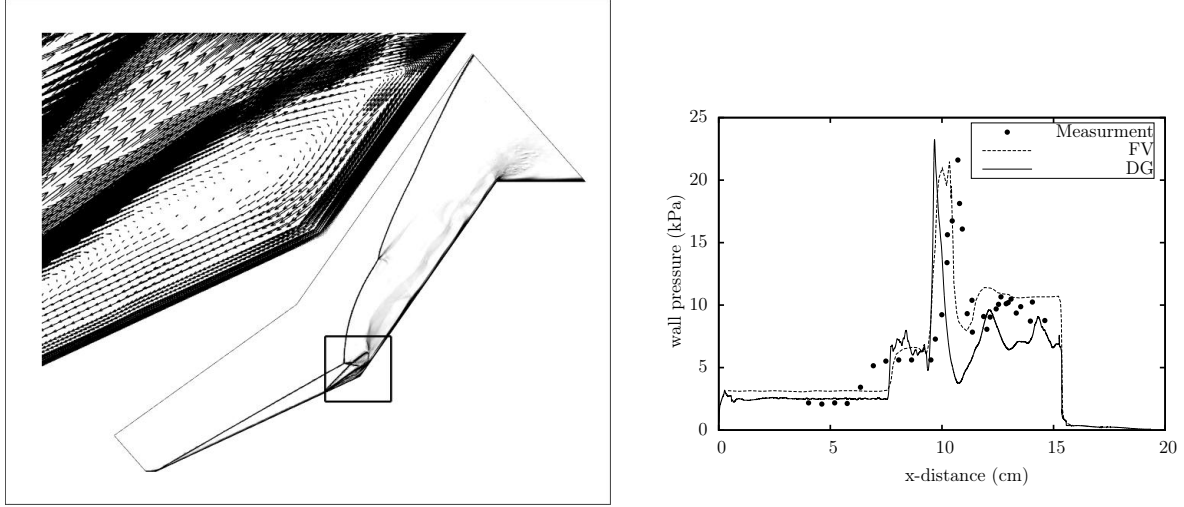 25
20
15
10
5
0
wall pressure (kPa)
Measurment
FV
DG
0 5 10 15 20
x-distance (cm)